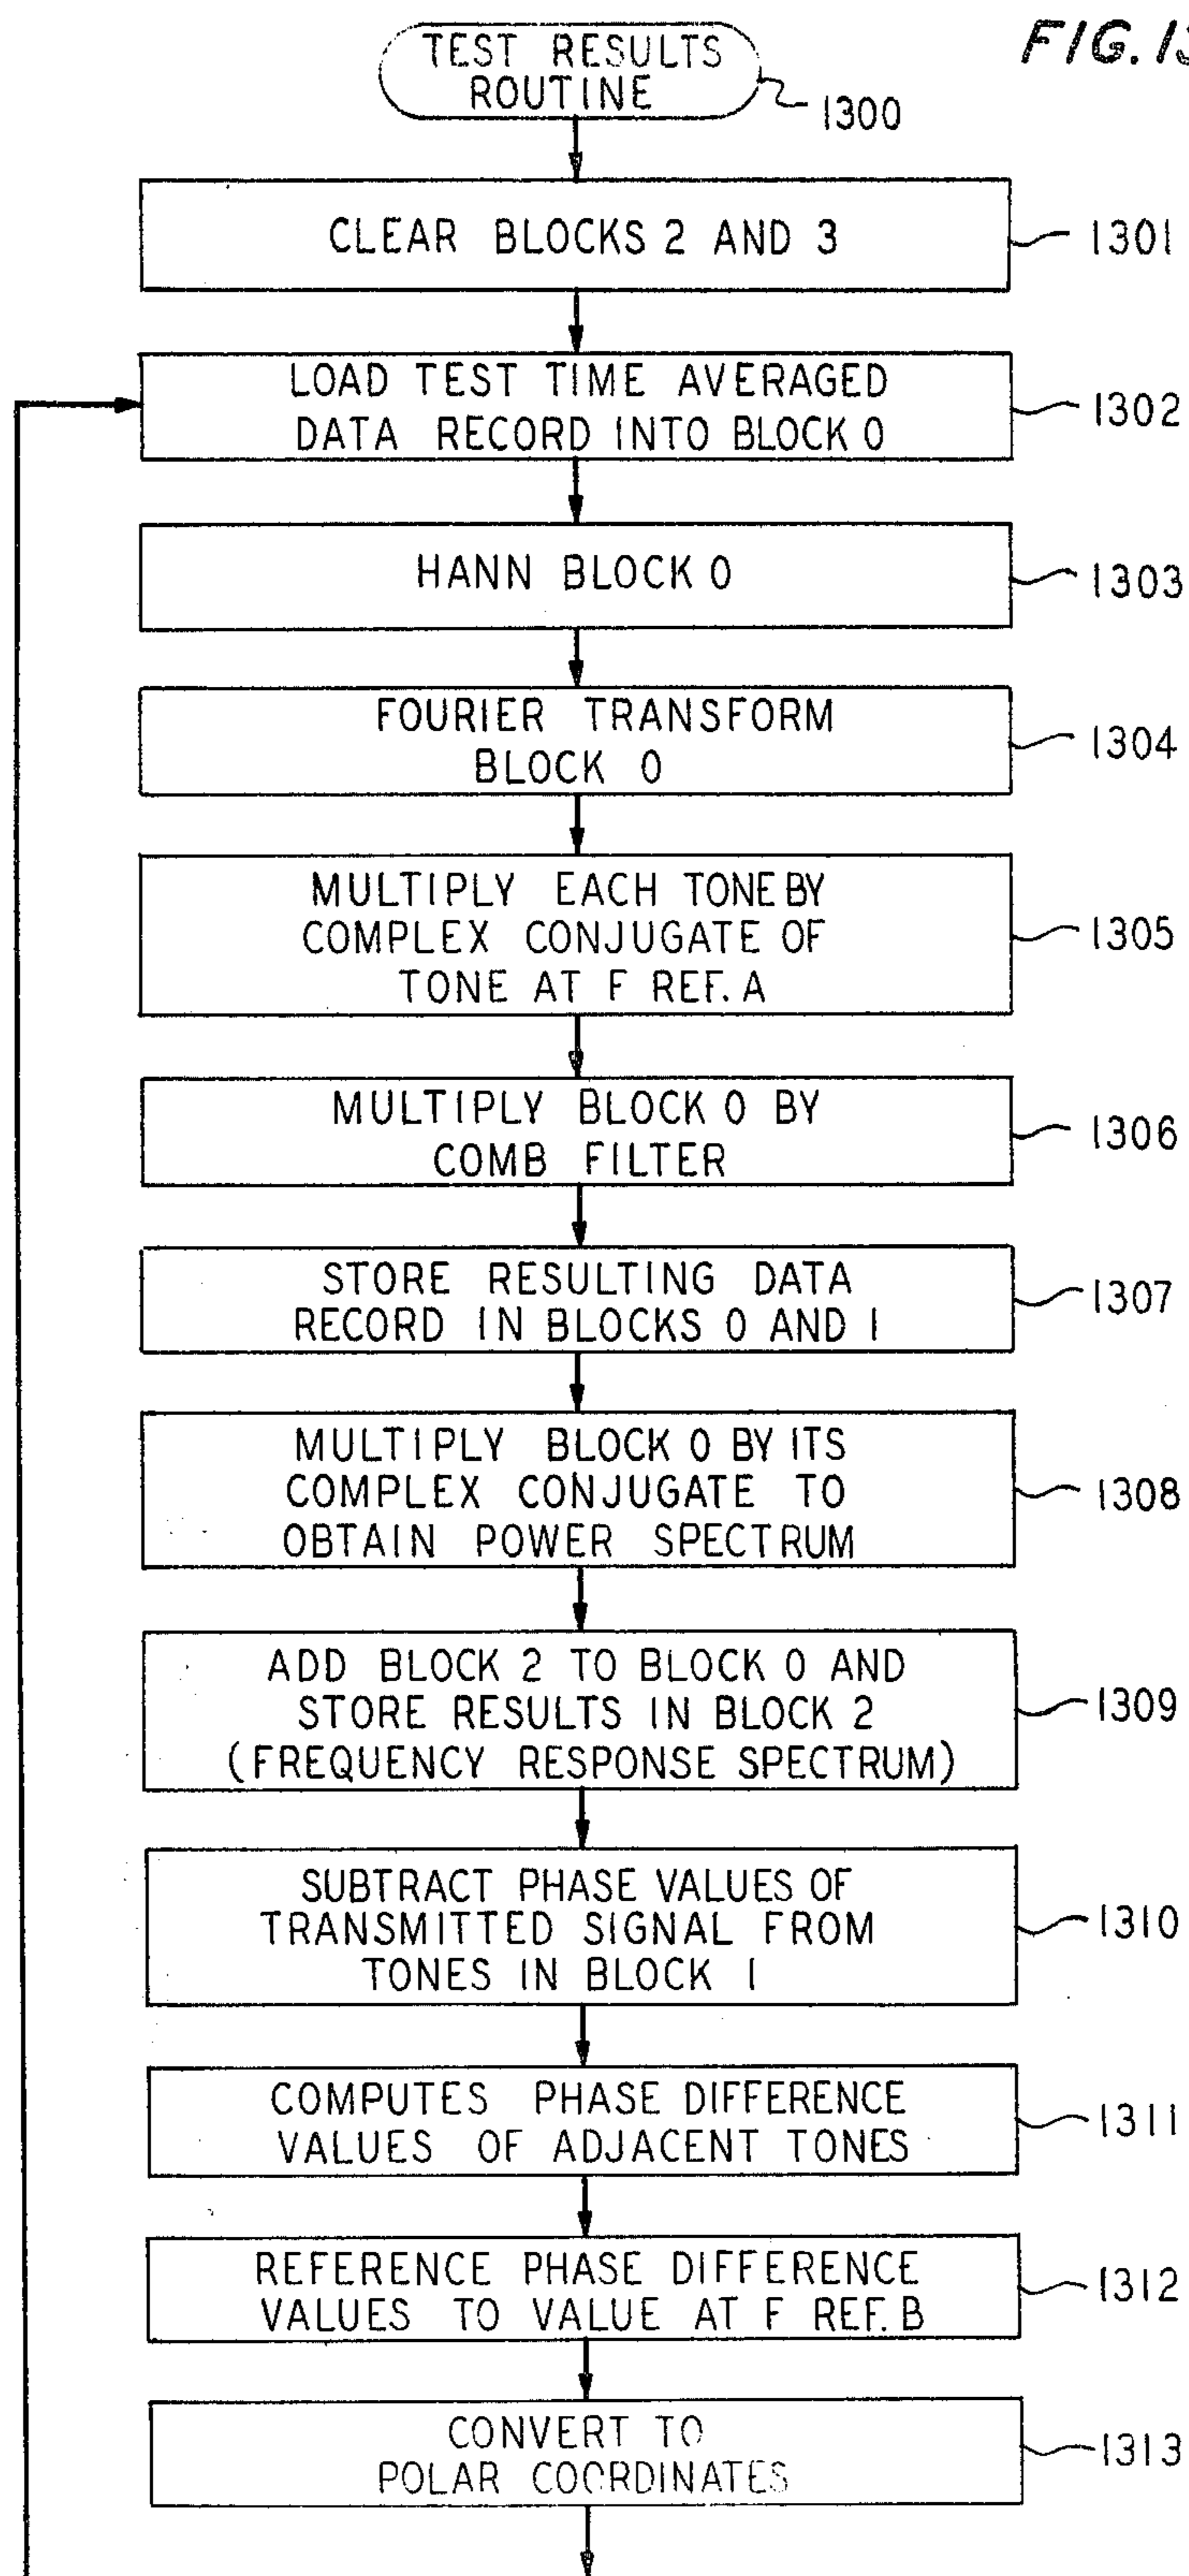 FIG. 13
TEST RESULTS
ROUTINE
1300
CLEAR BLOCKS 2 AND 3
1301
LOAD TEST TIME AVERAGED
DATA RECORD INTO BLOCK 0
1302
HANN BLOCK 0
1303
FOURIER TRANSFORM
BLOCK 0
1304
MULTIPLY EACH TONE BY
COMPLEX CONJUGATE OF
TONE AT F REF. A
1305
MULTIPLY BLOCK 0 BY
COMB FILTER
1306
STORE RESULTING DATA
RECORD IN BLOCKS 0 AND 1
1307
MULTIPLY BLOCK 0 BY ITS
COMPLEX CONJUGATE TO
OBTAIN POWER SPECTRUM
1308
ADD BLOCK 2 TO BLOCK 0 AND
STORE RESULTS IN BLOCK 2
(FREQUENCY RESPONSE SPECTRUM)
1309
SUBTRACT PHASE VALUES OF
TRANSMITTED SIGNAL FROM
TONES IN BLOCK 1
1310
COMPUTES PHASE DIFFERENCE
VALUES OF ADJACENT TONES
1311
REFERENCE PHASE DIFFERENCE
VALUES TO VALUE AT F REF. B
1312
CONVERT TO
POLAR COORDINATES
1313